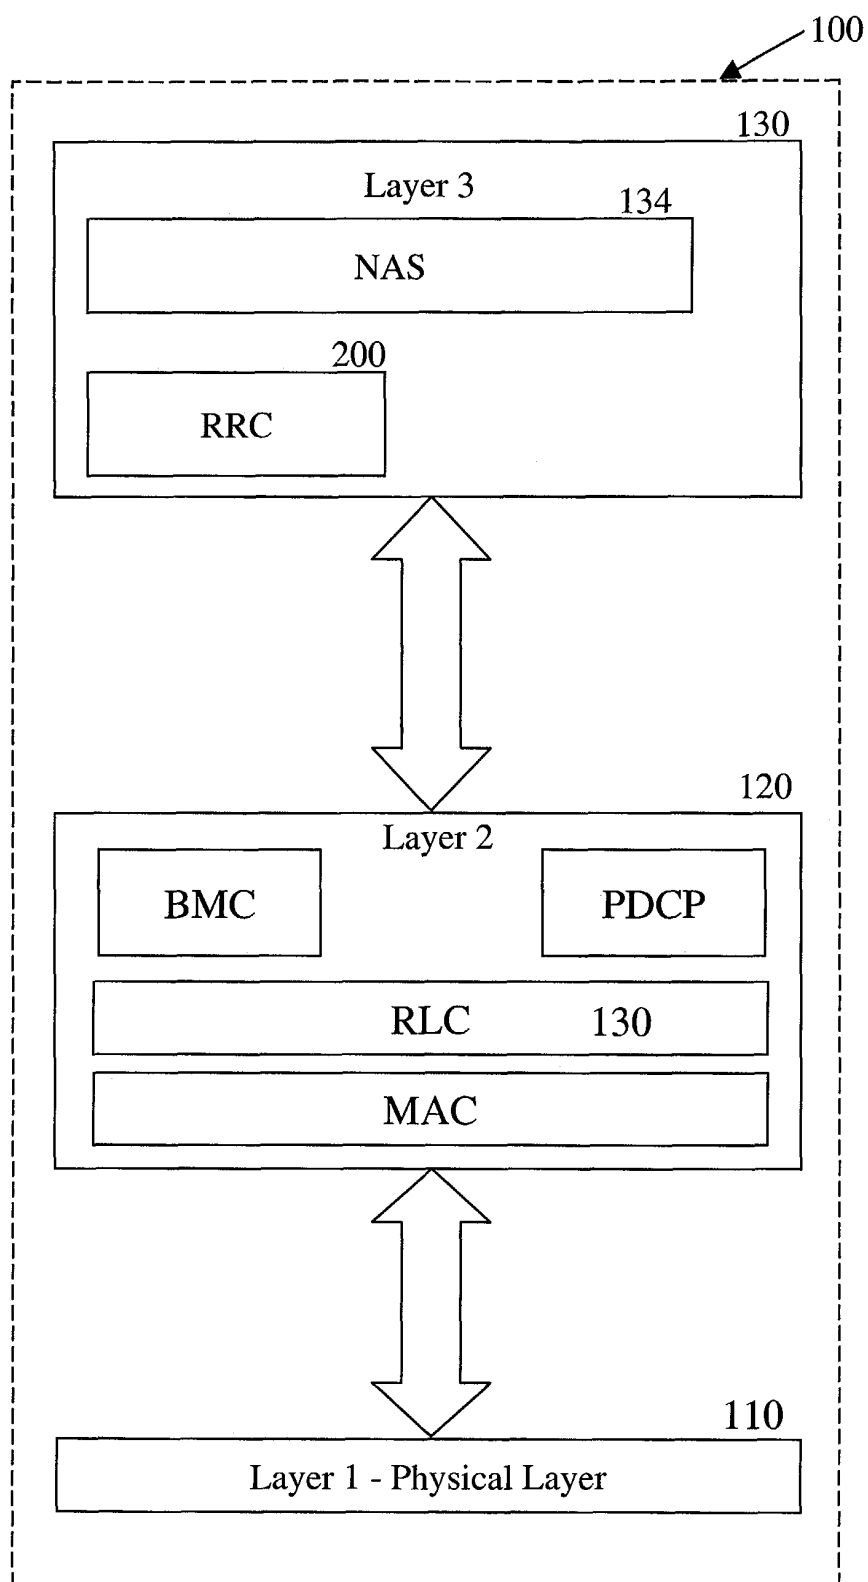 100
130
Layer 3
134
NAS
200
RRC
120
Layer 2
BMC PDCP
RLC 130
MAC
110
Layer 1 - Physical Layer